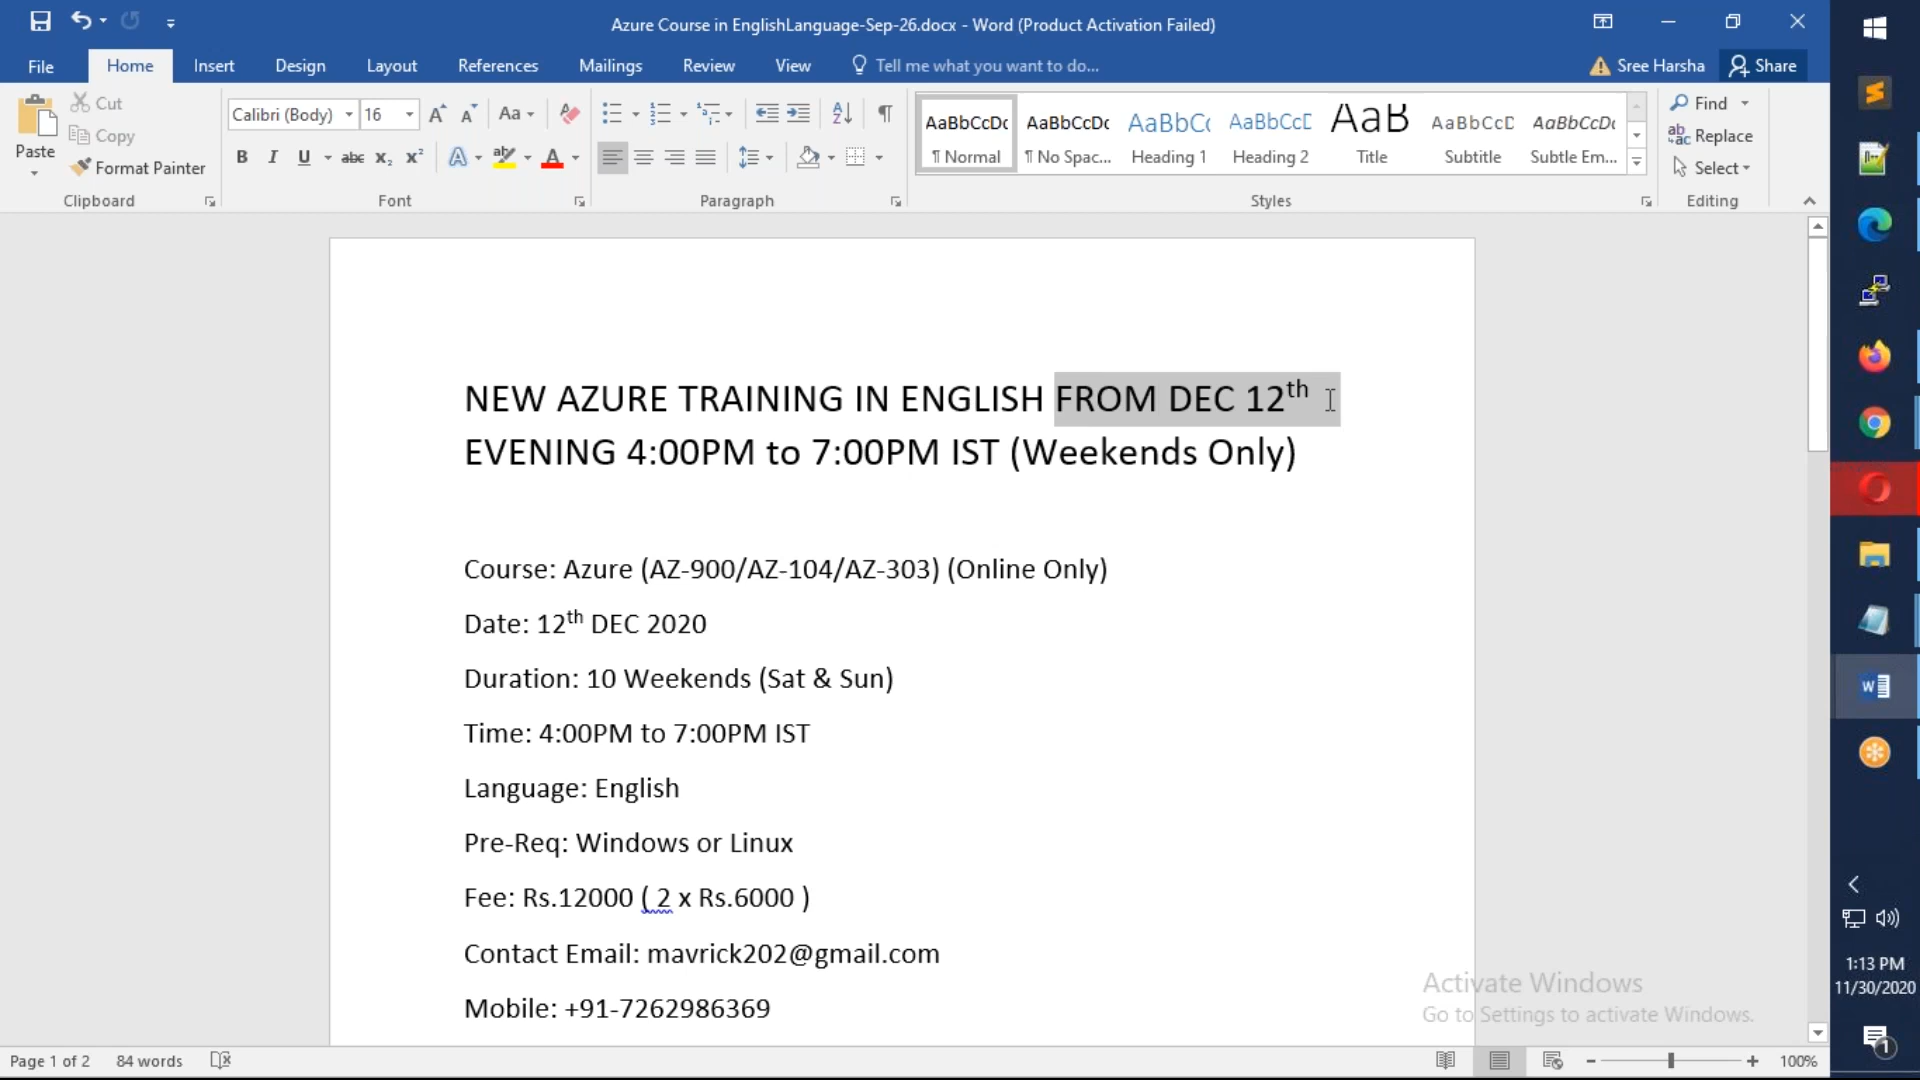 Azure Course in EnglishLanguage-Sep-26.docx - Word (Product Activation Failed)
File Home Insert Design Layout References Mailings Review View Tell me what you want to do... Sree Harsha Share
Cut
Copy
Paste
Format Painter
Clipboard
Calibri (Body) 16
Font
Paragraph
AaBbCcDc AaBbCcDc AaBbCc AaBbCcD AaB AaBbCcD AaBbCcDc
¶ Normal ¶ No Spac... Heading 1 Heading 2 Title Subtitle Subtle Em...
Styles
Find
Replace
Select
Editing
NEW AZURE TRAINING IN ENGLISH FROM DEC 12th
EVENING 4:00PM to 7:00PM IST (Weekends Only)
Course: Azure (AZ-900/AZ-104/AZ-303) (Online Only)
Date: 12th DEC 2020
Duration: 10 Weekends (Sat & Sun)
Time: 4:00PM to 7:00PM IST
Language: English
Pre-Req: Windows or Linux
Fee: Rs.12000 ( 2 x Rs.6000 )
Contact Email: mavrick202@gmail.com
Mobile: +91-7262986369
Activate Windows
Go to Settings to activate Windows.
Page 1 of 2 84 words 100%
1:13 PM
11/30/2020
1